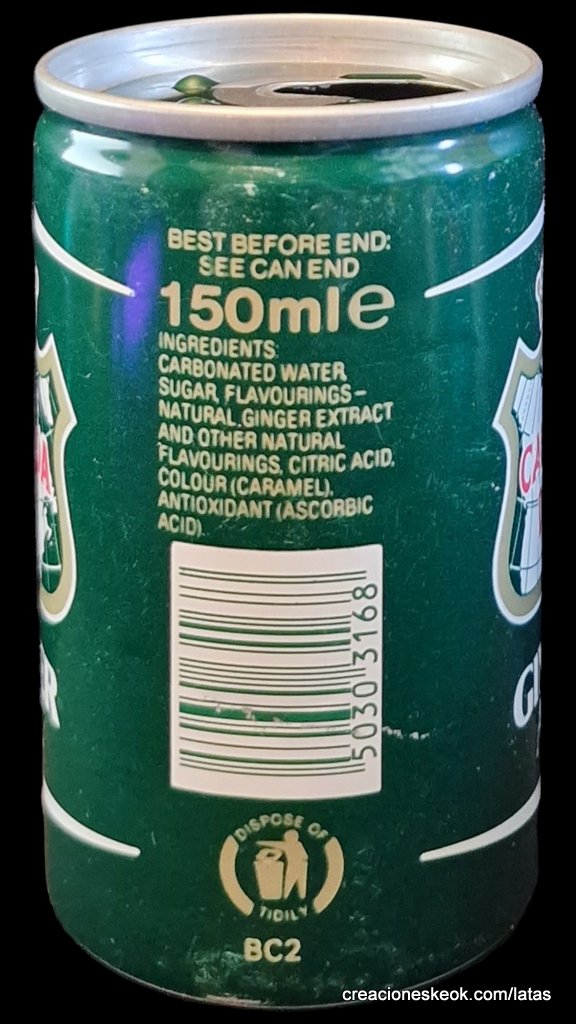 BEST BEFORE END:
SEE CAN END
150ml e
INGREDIENTS:
CARBONATED WATER,
SUGAR, FLAVOURINGS –
NATURAL GINGER EXTRACT
AND OTHER NATURAL
FLAVOURINGS, CITRIC ACID,
COLOUR (CARAMEL),
ANTIOXIDANT (ASCORBIC
ACID).
5030 3168
DISPOSE OF
TIDILY
BC2
creacioneskeok.com/latas